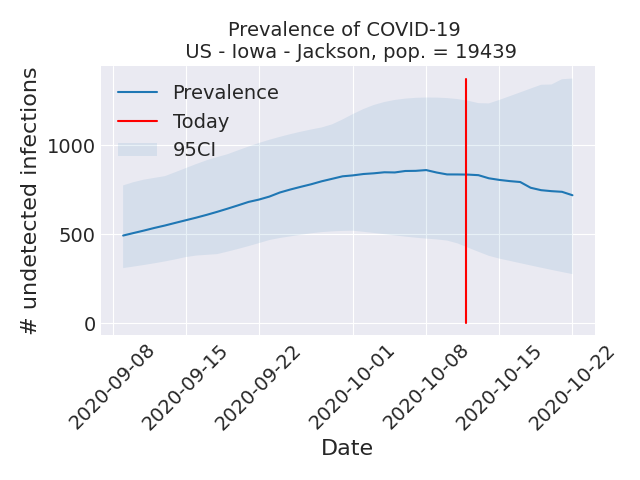 Prevalence of COVID-19
US - Iowa - Jackson, pop. = 19439
# undetected infections
1000
500
0
Prevalence
Today
95CI
2020-09-08
2020-09-15
2020-09-22
2020-10-01
2020-10-08
2020-10-15
2020-10-22
Date